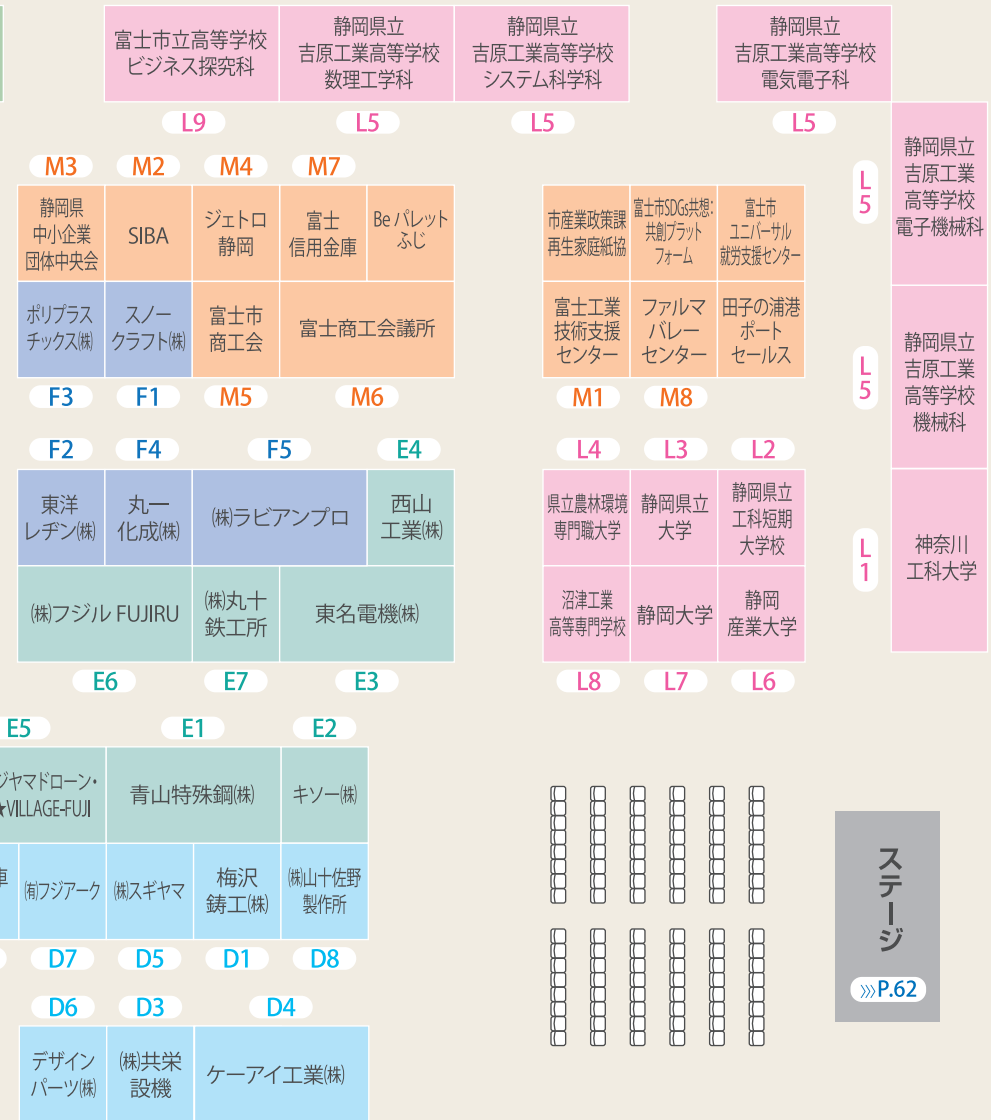 富士市立高等学校
ビジネス探究科
静岡県立
吉原工業高等学校
数理工学科
静岡県立
吉原工業高等学校
システム科学科
静岡県立
吉原工業高等学校
電気電子科
L9
L5
L5
L5
静岡県立
吉原工業
高等学校
電子機械科
L5
M3
M2
M4
M7
静岡県
中小企業
団体中央会
SIBA
ジェトロ
静岡
富士
信用金庫
Be パレット
ふじ
市産業政策課
再生家庭紙協
富士市SDGs共想:
共創プラット
フォーム
富士市
ユニバーサル
就労支援センター
ポリプラス
チックス㈱
スノー
クラフト㈱
富士市
商工会
富士商工会議所
富士工業
技術支援
センター
ファルマ
バレー
センター
田子の浦港
ポート
セールス
静岡県立
吉原工業
高等学校
機械科
L5
F3
F1
M5
M6
M1
M8
F2
F4
F5
E4
L4
L3
L2
東洋
レヂン㈱
丸一
化成㈱
㈱ラビアンプロ
西山
工業㈱
県立農林環境
専門職大学
静岡県立
大学
静岡県立
工科短期
大学校
L1
神奈川
工科大学
㈱フジル FUJIRU
㈱丸十
鉄工所
東名電機㈱
沼津工業
高等専門学校
静岡大学
静岡
産業大学
E6
E7
E3
L8
L7
L6
E5
E1
E2
ジヤマドローン・
★VILLAGE-FUJI
青山特殊鋼㈱
キソー㈱
㈲フジアーク
㈱スギヤマ
梅沢
鋳工㈱
㈱山十佐野
製作所
D7
D5
D1
D8
ステージ
P.62
D6
D3
D4
デザイン
パーツ㈱
㈱共栄
設機
ケーアイ工業㈱